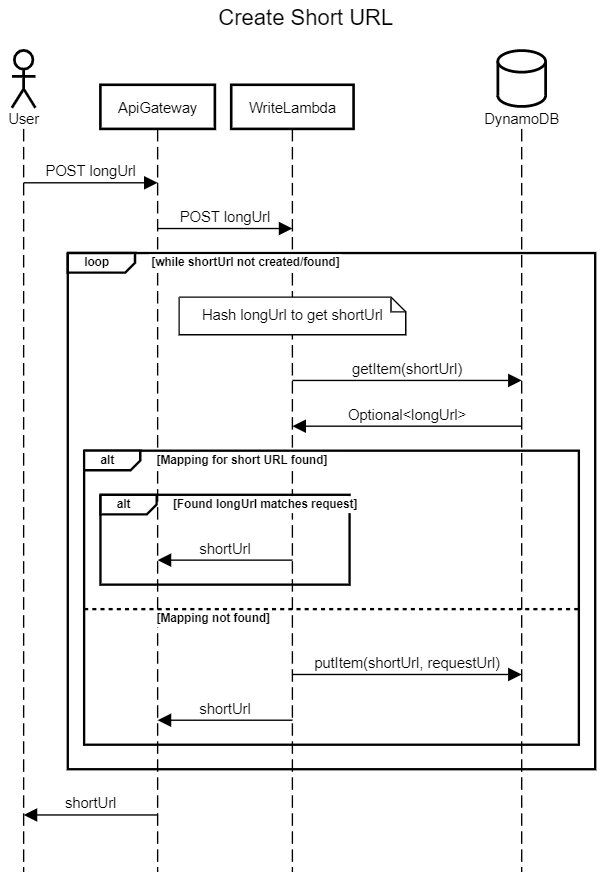 Create Short URL
User
ApiGateway
WriteLambda
DynamoDB
POST longUrl
POST longUrl
loop
[while shortUrl not created/found]
Hash longUrl to get shortUrl
getItem(shortUrl)
Optional<longUrl>
alt
[Mapping for short URL found]
alt
[Found longUrl matches request]
shortUrl
[Mapping not found]
putItem(shortUrl, requestUrl)
shortUrl
shortUrl